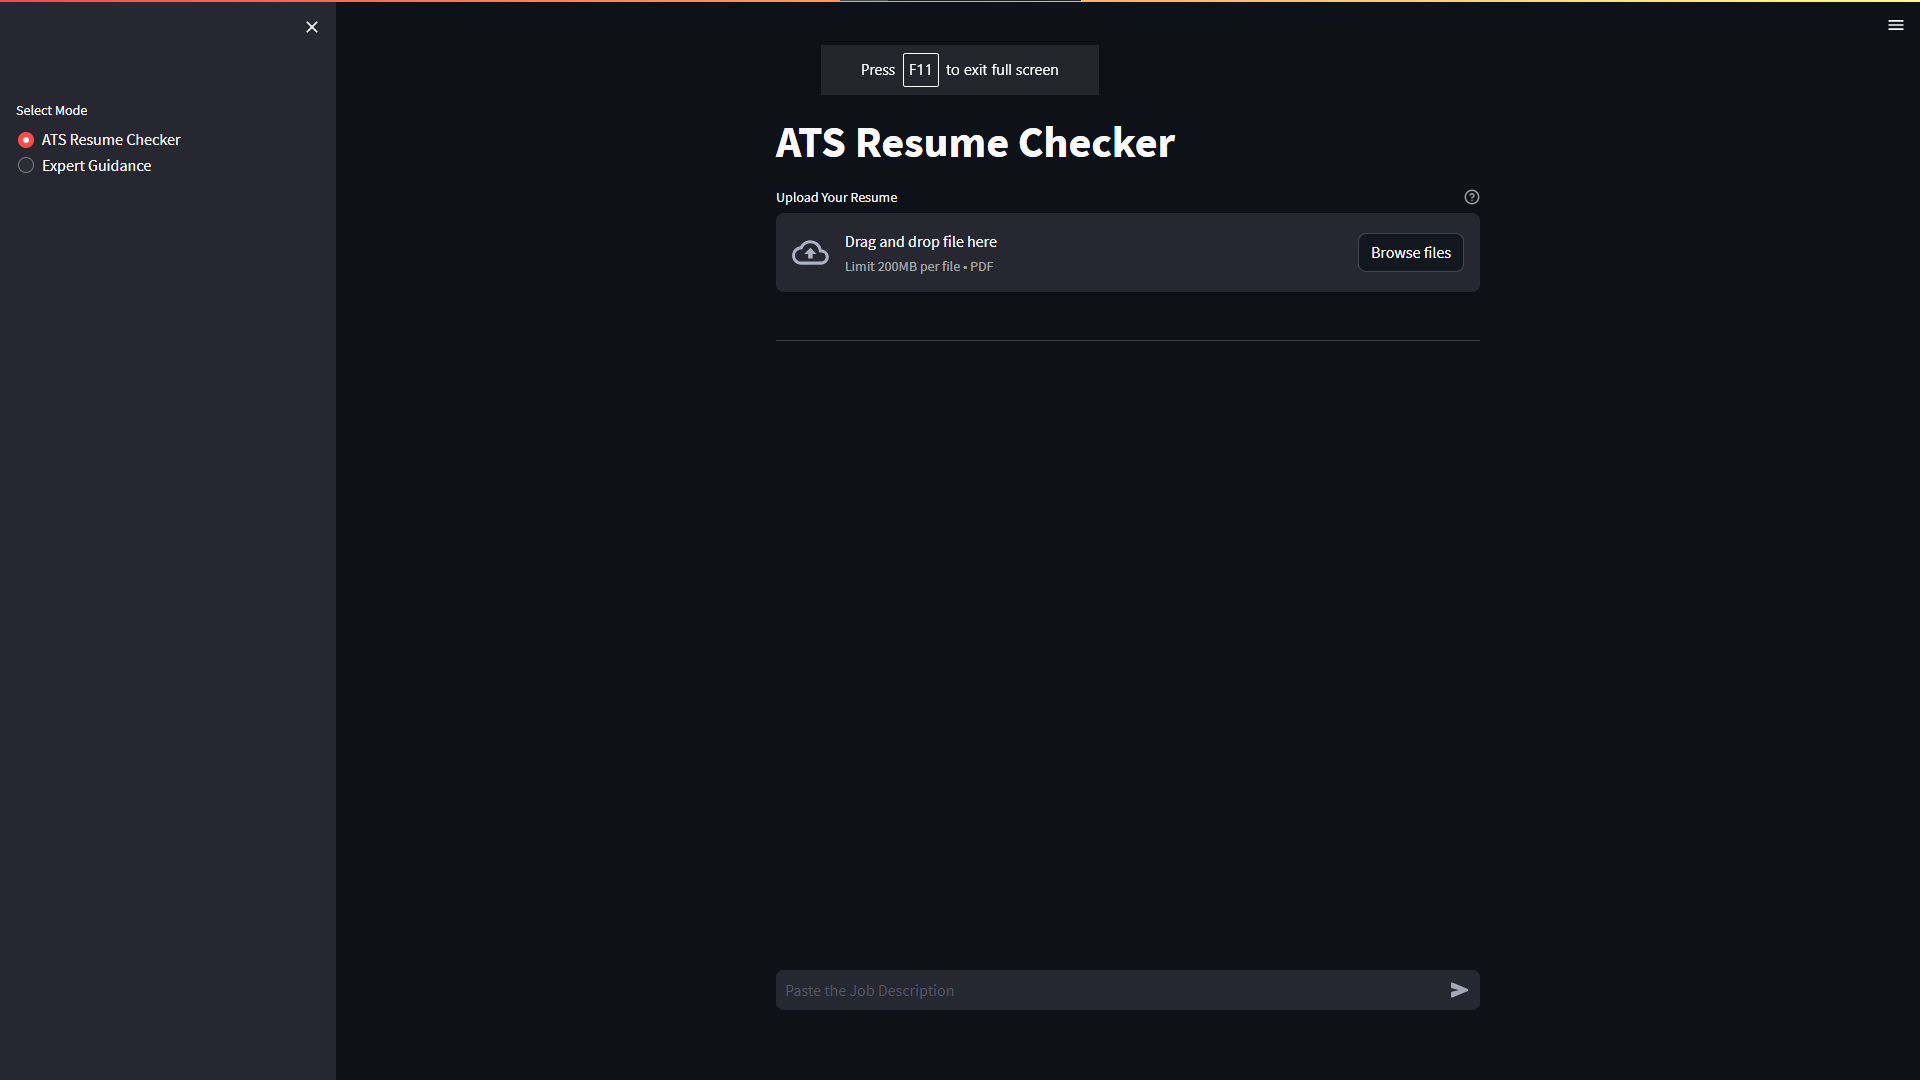 Press F11 to exit full screen
Select Mode
ATS Resume Checker
Expert Guidance
ATS Resume Checker
Upload Your Resume
Drag and drop file here
Limit 200MB per file • PDF
Browse files
Paste the Job Description